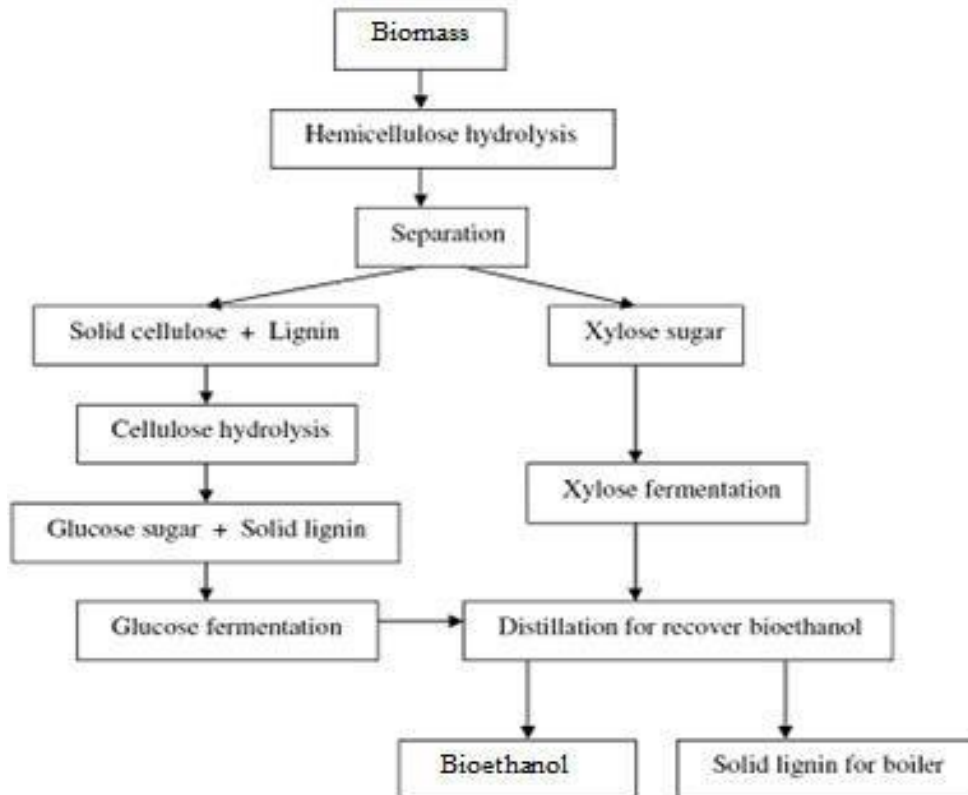 Biomass
Hemicellulose hydrolysis
Separation
Solid cellulose + Lignin
Xylose sugar
Cellulose hydrolysis
Xylose fermentation
Glucose sugar + Solid lignin
Glucose fermentation
Distillation for recover bioethanol
Bioethanol
Solid lignin for boiler